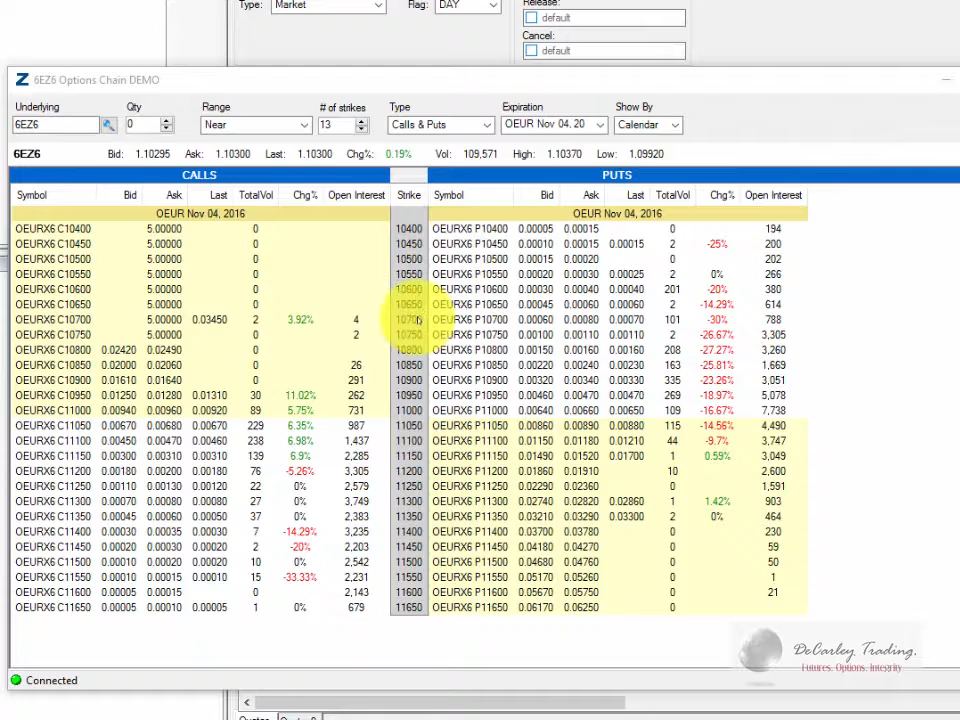 Type: Market Flag: DAY Release:
default
Cancel:
default
6EZ6 Options Chain DEMO
Underlying Qty Range # of strikes Type Expiration Show By
6EZ6 0 Near 13 Calls & Puts OEUR Nov 04, 20 Calendar
6EZ6 Bid: 1.10295 Ask: 1.10300 Last: 1.10300 Chg%: 0.19% Vol: 109,571 High: 1.10370 Low: 1.09920
CALLS PUTS
Symbol Bid Ask Last TotalVol Chg% Open Interest Strike Symbol Bid Ask Last TotalVol Chg% Open Interest
OEUR Nov 04, 2016 OEUR Nov 04, 2016
OEURX6 C10400 5.00000 0 10400 OEURX6 P10400 0.00005 0.00015 0 194
OEURX6 C10450 5.00000 0 10450 OEURX6 P10450 0.00010 0.00015 0.00015 2 -25% 200
OEURX6 C10500 5.00000 0 10500 OEURX6 P10500 0.00015 0.00020 0 202
OEURX6 C10550 5.00000 0 10550 OEURX6 P10550 0.00020 0.00030 0.00025 2 0% 266
OEURX6 C10600 5.00000 0 10600 OEURX6 P10600 0.00030 0.00040 0.00040 201 -20% 380
OEURX6 C10650 5.00000 0 10650 OEURX6 P10650 0.00045 0.00060 0.00060 2 -14.29% 614
OEURX6 C10700 5.00000 0.03450 2 3.92% 4 10700 OEURX6 P10700 0.00060 0.00080 0.00070 101 -30% 788
OEURX6 C10750 5.00000 0 2 10750 OEURX6 P10750 0.00100 0.00110 0.00110 2 -26.67% 3,305
OEURX6 C10800 0.02420 0.02490 0 10800 OEURX6 P10800 0.00150 0.00160 0.00160 208 -27.27% 3,260
OEURX6 C10850 0.02000 0.02060 0 26 10850 OEURX6 P10850 0.00220 0.00240 0.00230 163 -25.81% 1,669
OEURX6 C10900 0.01610 0.01640 0 291 10900 OEURX6 P10900 0.00320 0.00340 0.00330 335 -23.26% 3,051
OEURX6 C10950 0.01250 0.01280 0.01310 30 11.02% 262 10950 OEURX6 P10950 0.00460 0.00470 0.00470 269 -18.97% 5,078
OEURX6 C11000 0.00940 0.00960 0.00920 89 5.75% 731 11000 OEURX6 P11000 0.00640 0.00660 0.00650 109 -16.67% 7,738
OEURX6 C11050 0.00670 0.00680 0.00670 229 6.35% 987 11050 OEURX6 P11050 0.00860 0.00890 0.00880 115 -14.56% 4,490
OEURX6 C11100 0.00450 0.00470 0.00460 238 6.98% 1,437 11100 OEURX6 P11100 0.01150 0.01180 0.01210 44 -9.7% 3,747
OEURX6 C11150 0.00300 0.00310 0.00310 139 6.9% 2,285 11150 OEURX6 P11150 0.01490 0.01520 0.01700 1 0.59% 3,049
OEURX6 C11200 0.00180 0.00200 0.00180 76 -5.26% 3,305 11200 OEURX6 P11200 0.01860 0.01910 10 2,600
OEURX6 C11250 0.00110 0.00130 0.00120 22 0% 2,579 11250 OEURX6 P11250 0.02290 0.02360 0 1,591
OEURX6 C11300 0.00070 0.00080 0.00080 27 0% 3,749 11300 OEURX6 P11300 0.02740 0.02820 0.02860 1 1.42% 903
OEURX6 C11350 0.00045 0.00060 0.00050 37 0% 2,383 11350 OEURX6 P11350 0.03210 0.03290 0.03300 2 0% 464
OEURX6 C11400 0.00030 0.00035 0.00030 7 -14.29% 3,235 11400 OEURX6 P11400 0.03700 0.03780 0 230
OEURX6 C11450 0.00020 0.00030 0.00020 2 -20% 2,203 11450 OEURX6 P11450 0.04180 0.04270 0 59
OEURX6 C11500 0.00010 0.00020 0.00020 10 0% 2,542 11500 OEURX6 P11500 0.04680 0.04760 0 50
OEURX6 C11550 0.00010 0.00015 0.00010 15 -33.33% 2,231 11550 OEURX6 P11550 0.05170 0.05260 0 1
OEURX6 C11600 0.00005 0.00015 0 2,143 11600 OEURX6 P11600 0.05670 0.05750 0 21
OEURX6 C11650 0.00005 0.00010 0.00005 1 0% 679 11650 OEURX6 P11650 0.06170 0.06250 0
DeCarley Trading.
Futures. Options. Integrity
Connected